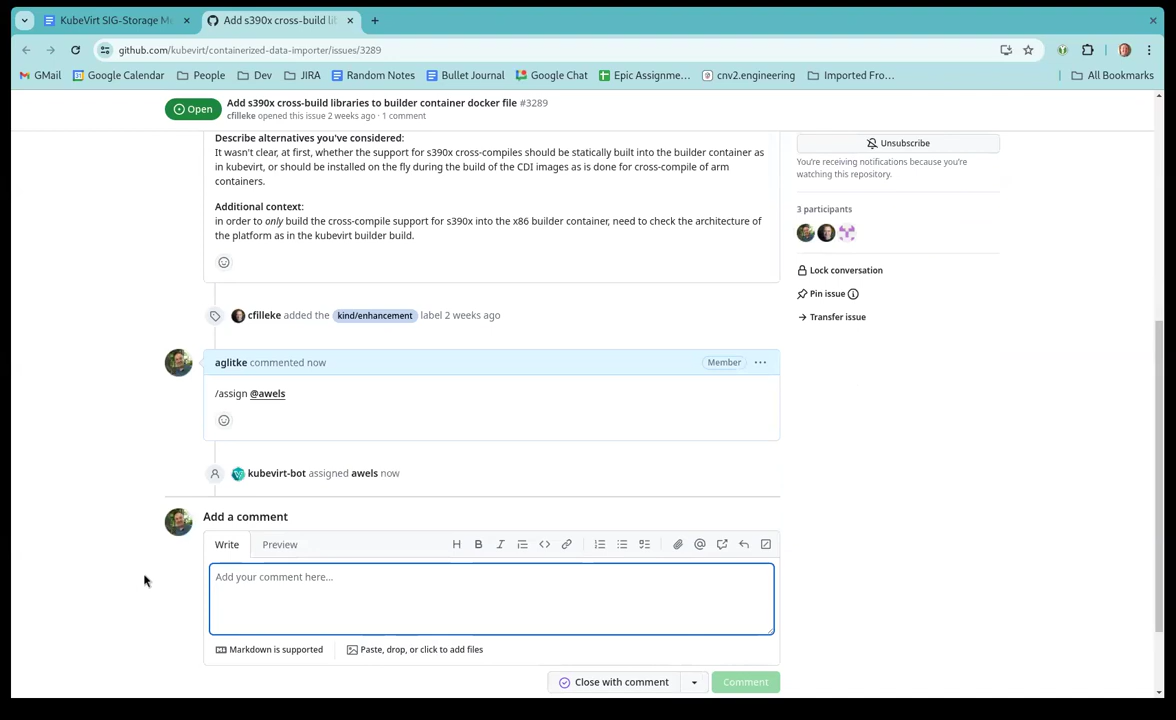 KubeVirt SIG-Storage Me
Add s390x cross-build lib
github.com/kubevirt/containerized-data-importer/issues/3289
GMail
Google Calendar
People
Dev
JIRA
Random Notes
Bullet Journal
Google Chat
Epic Assignme...
cnv2.engineering
Imported Fro...
All Bookmarks
Open
Add s390x cross-build libraries to builder container docker file #3289
cfilleke opened this issue 2 weeks ago · 1 comment
Describe alternatives you've considered:
It wasn't clear, at first, whether the support for s390x cross-compiles should be statically built into the builder container as
in kubevirt, or should be installed on the fly during the build of the CDI images as is done for cross-compile of arm
containers.
Additional context:
in order to only build the cross-compile support for s390x into the x86 builder container, need to check the architecture of
the platform as in the kubevirt builder build.
cfilleke added the kind/enhancement label 2 weeks ago
aglitke commented now
Member
/assign @awels
kubevirt-bot assigned awels now
Add a comment
Write
Preview
Add your comment here...
Markdown is supported
Paste, drop, or click to add files
Close with comment
Comment
Unsubscribe
You're receiving notifications because you're
watching this repository.
3 participants
Lock conversation
Pin issue
Transfer issue